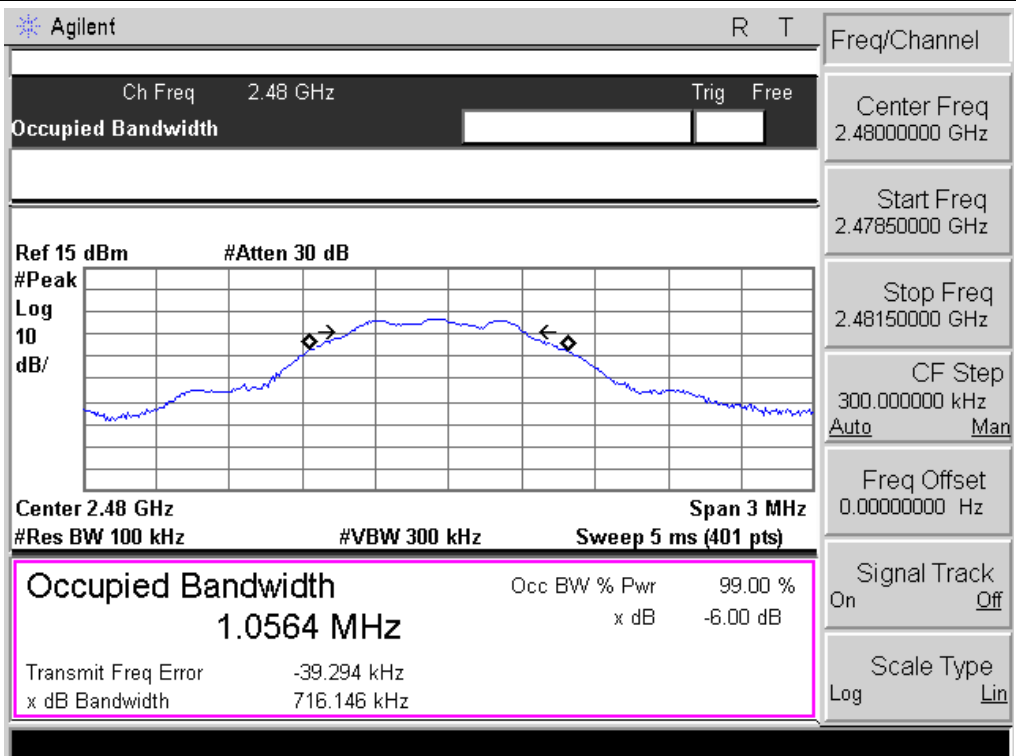 Agilent R T
Ch Freq 2.48 GHz Trig Free
Occupied Bandwidth
Ref 15 dBm #Atten 30 dB
#Peak
Log
10
dB/
Center 2.48 GHz Span 3 MHz
#Res BW 100 kHz #VBW 300 kHz Sweep 5 ms (401 pts)
Occupied Bandwidth Occ BW % Pwr 99.00 %
1.0564 MHz x dB -6.00 dB
Transmit Freq Error -39.294 kHz
x dB Bandwidth 716.146 kHz
Freq/Channel
Center Freq
2.48000000 GHz
Start Freq
2.47850000 GHz
Stop Freq
2.48150000 GHz
CF Step
300.000000 kHz
Auto Man
Freq Offset
0.00000000 Hz
Signal Track
On Off
Scale Type
Log Lin